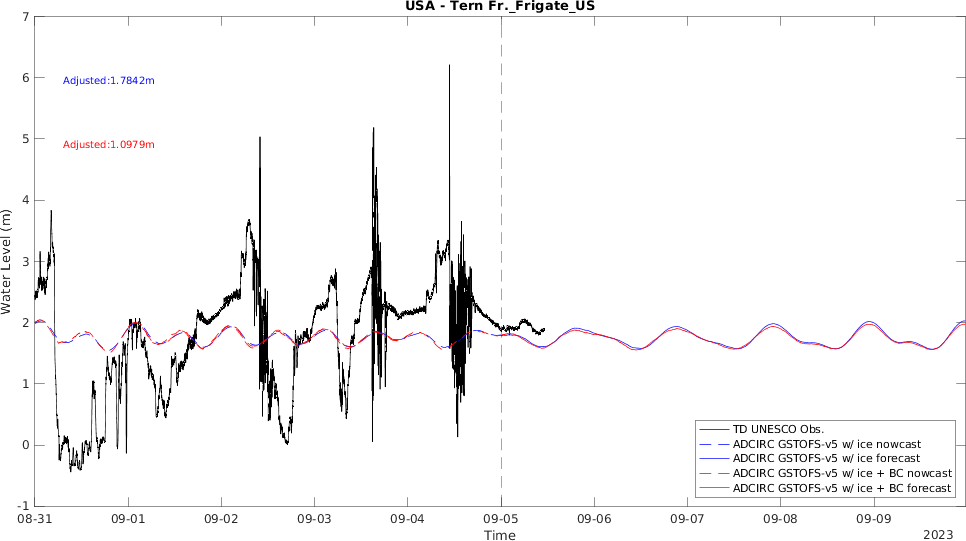 USA - Tern Fr._Frigate_US
7
6
5
4
3
2
1
0
-1
Water Level (m)
Adjusted:1.7842m
Adjusted:1.0979m
TD UNESCO Obs.
ADCIRC GSTOFS-v5 w/ ice nowcast
ADCIRC GSTOFS-v5 w/ ice forecast
ADCIRC GSTOFS-v5 w/ ice + BC nowcast
ADCIRC GSTOFS-v5 w/ ice + BC forecast
08-31 09-01 09-02 09-03 09-04 09-05 09-06 09-07 09-08 09-09
Time
2023